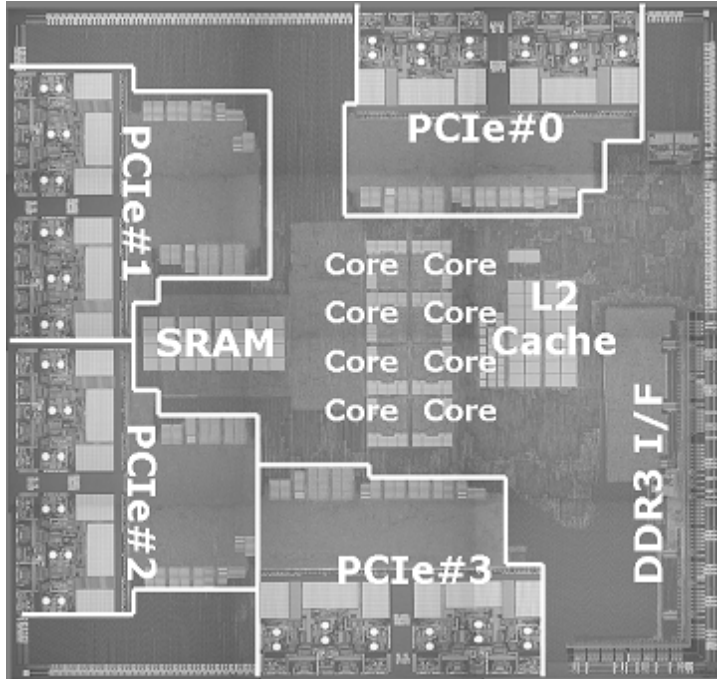 PCIe#0
PCIe#1
Core Core
L2
Cache
Core Core
SRAM
Core Core
Core Core
DDR3 I/F
PCIe#2
PCIe#3